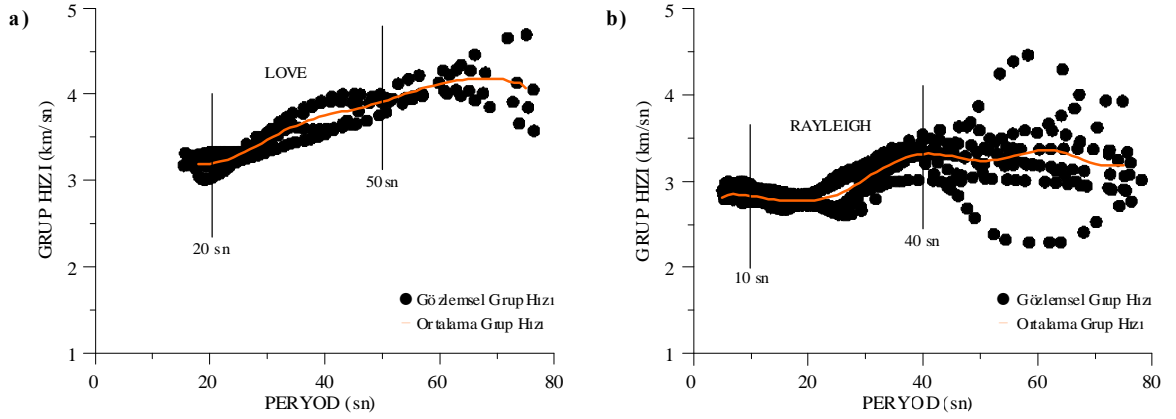 a)
5
4
3
2
1
GRUP HIZI (km/sn)
LOVE
20 sn
50 sn
Gözlemsel Grup Hızı
Ortalama Grup Hızı
0
20
40
60
80
PERYOD (sn)
b)
5
4
3
2
1
GRUP HIZI (km/sn)
RAYLEIGH
10 sn
40 sn
Gözlemsel Grup Hızı
Ortalama Grup Hızı
0
20
40
60
80
PERYOD (sn)